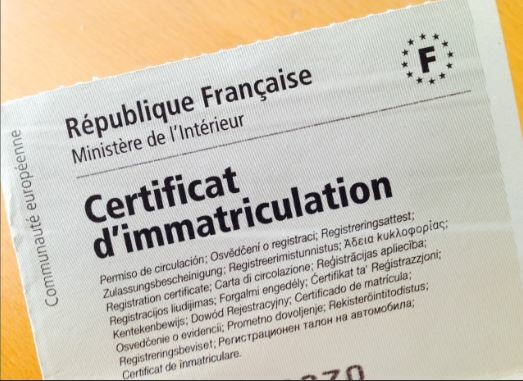 Communauté européenne
F
République Française
Ministère de l'Intérieur
Certificat
d'immatriculation
Permiso de circulación; Osvědčení o registraci; Registreringsattest;
Zulassungsbescheinigung; Registreerimistunnistus; Άδεια κυκλοφορίας;
Registration certificate; Carta di circolazione; Reģistrācijas apliecība;
Registracijos liudijimas; Forgalmi engedély; Ċertifikat ta' Reġistrazzjoni;
Kentekenbewijs; Dowód Rejestracyjny; Certificado de matrícula;
Osvedčenie o evidencii; Prometno dovoljenje; Rekisteröintitodistus;
Registreringsbeviset; Регистрационен талон на автомобила;
Certificat de înmatriculare.